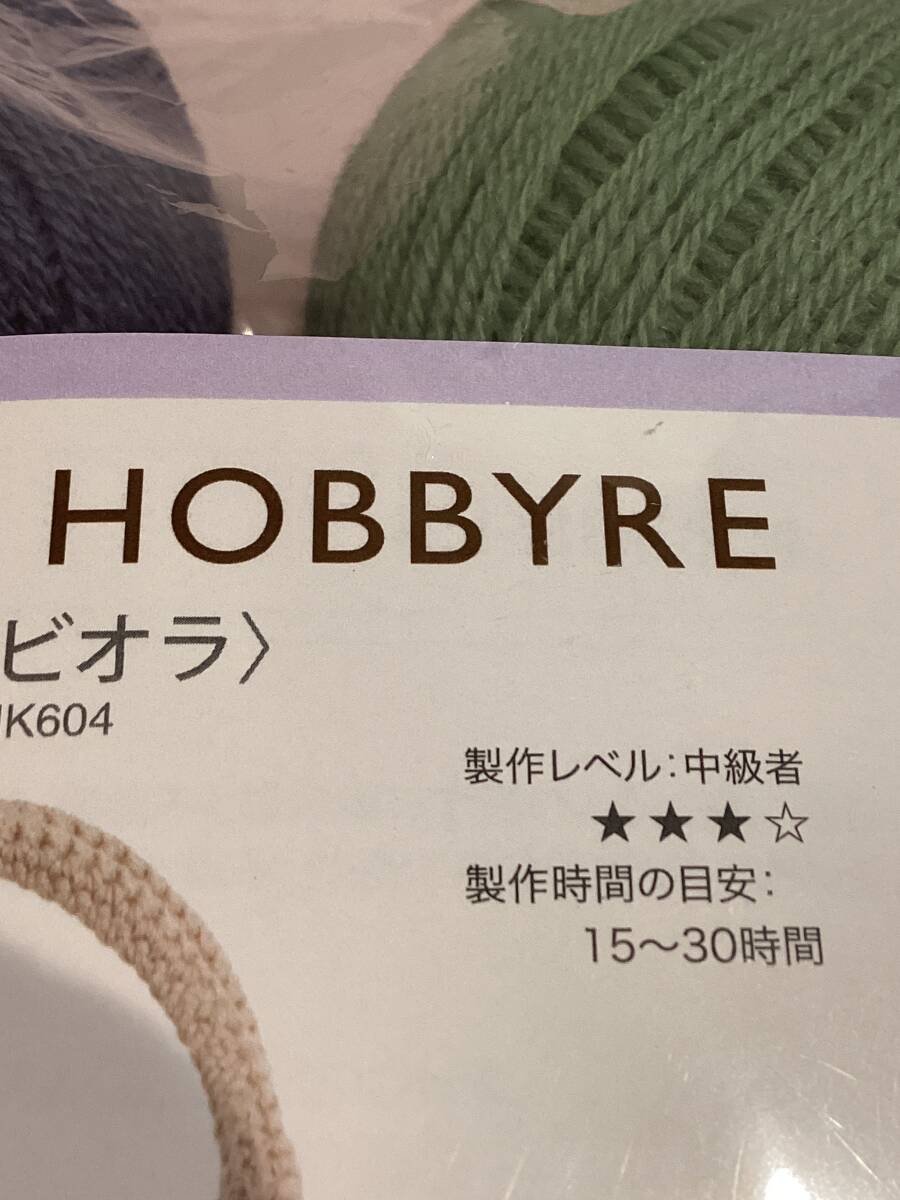 HOBBYRE
ビオラ〉
K604
製作レベル：中級者
★★★☆
製作時間の目安：
15〜30時間